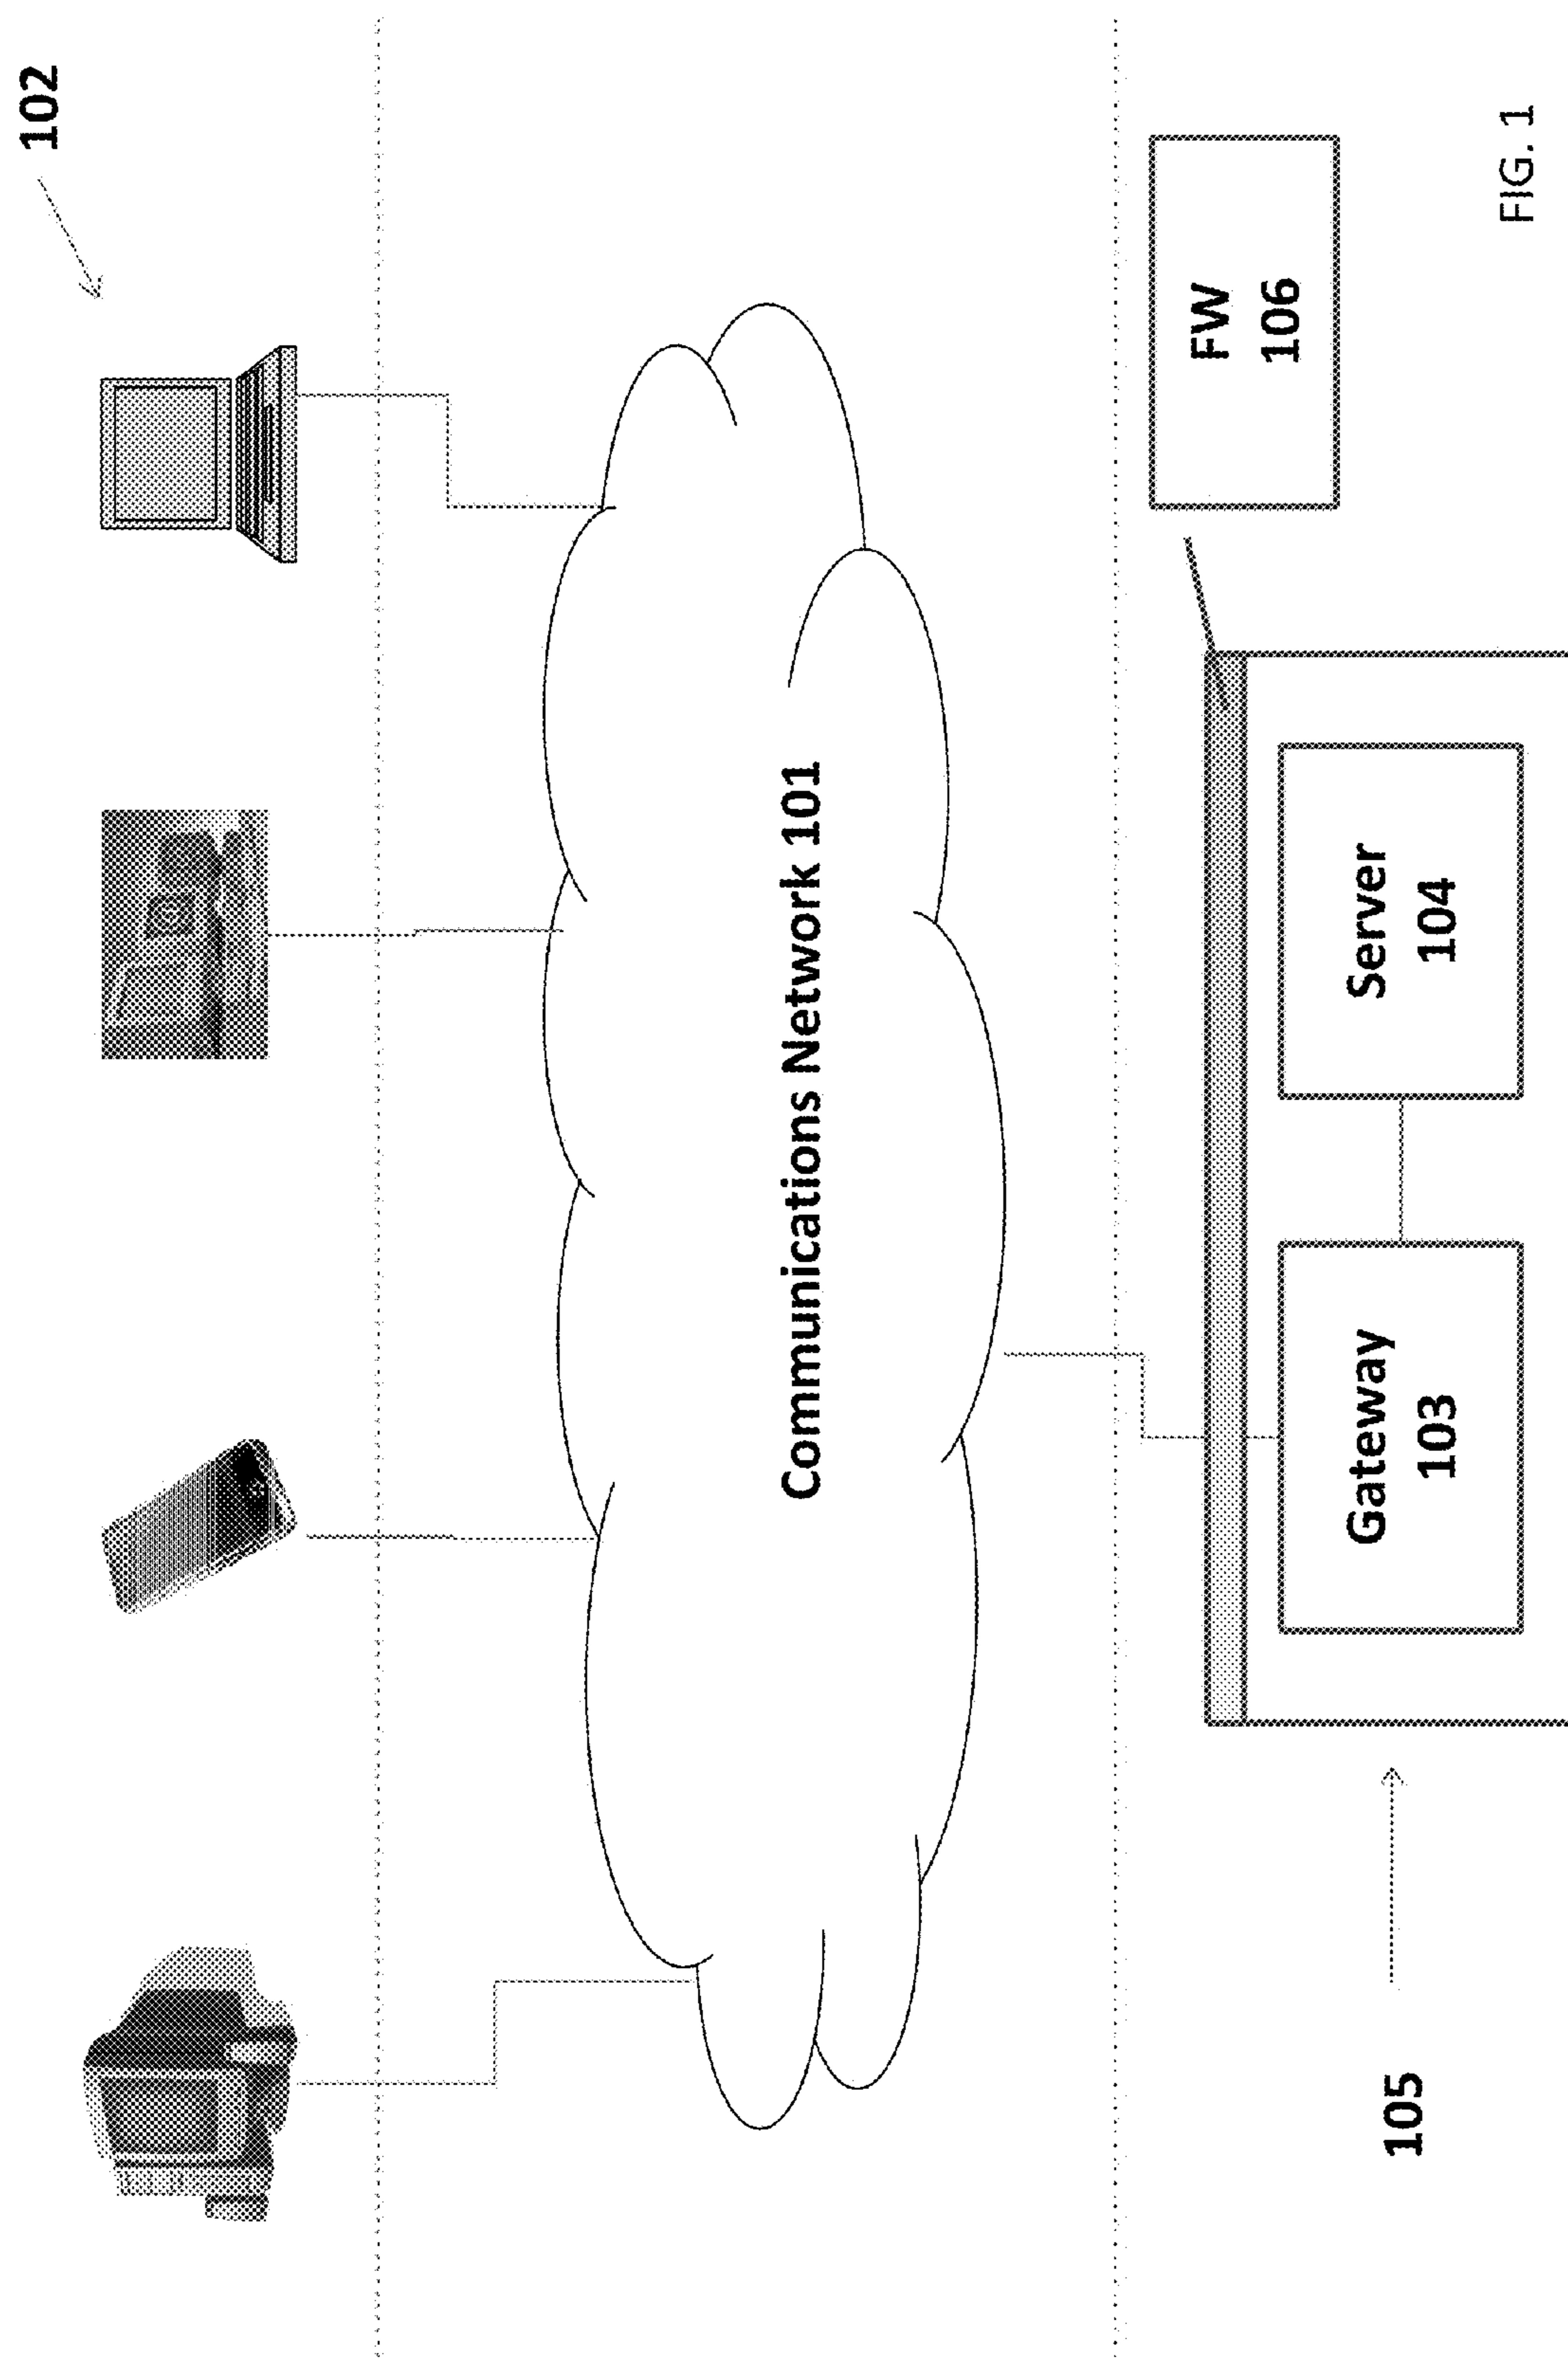 102
Communications Network 101
FW
106
Gateway
103
Server
104
105
FIG. 1